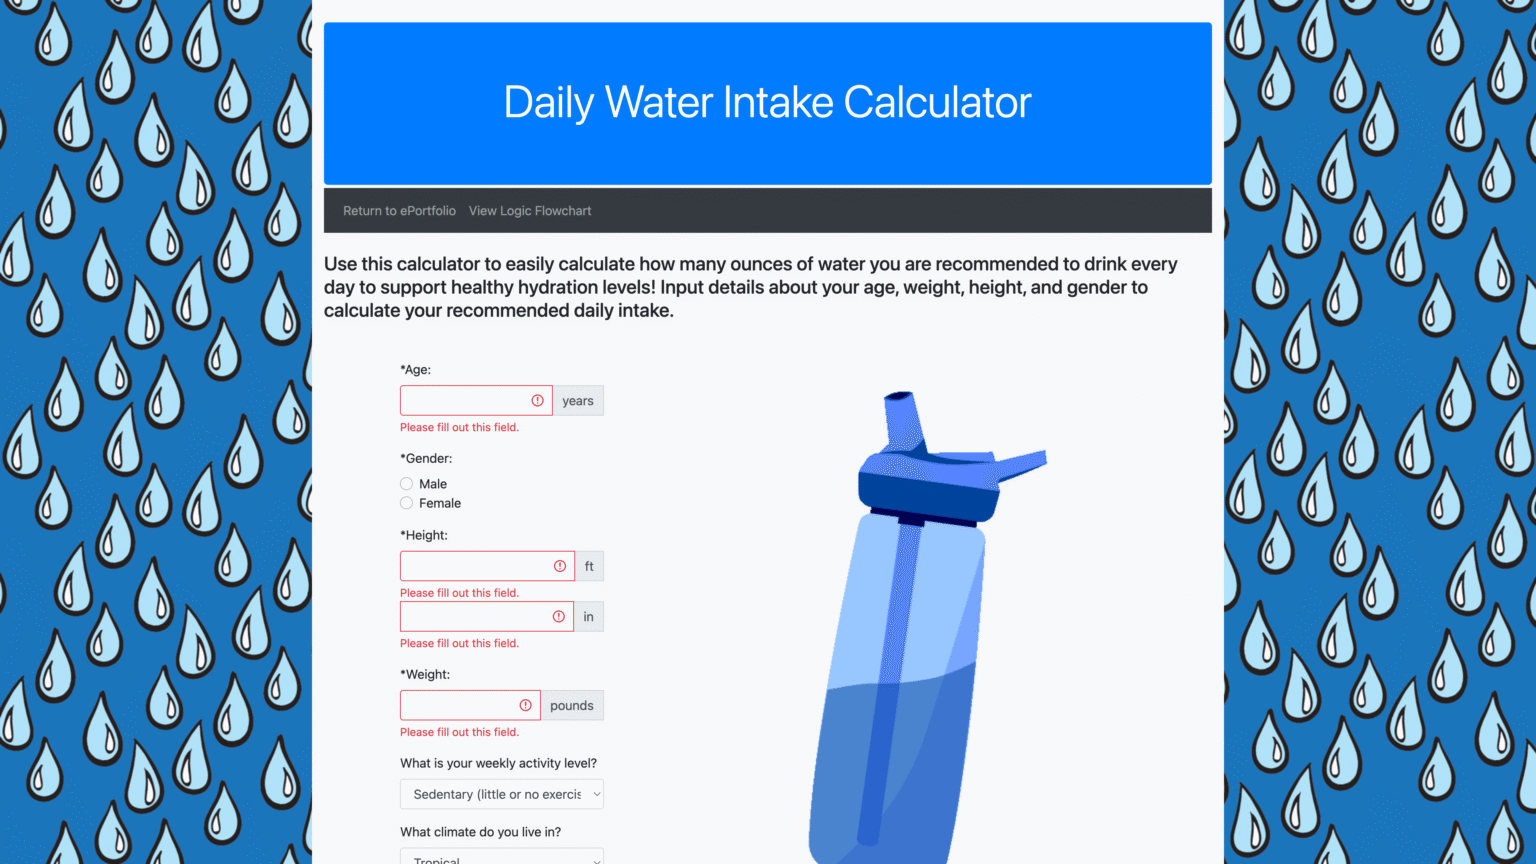 Daily Water Intake Calculator
Return to ePortfolio View Logic Flowchart
Use this calculator to easily calculate how many ounces of water you are recommended to drink every
day to support healthy hydration levels! Input details about your age, weight, height, and gender to
calculate your recommended daily intake.
*Age:
years
Please fill out this field.
*Gender:
Male
Female
*Height:
ft
Please fill out this field.
in
Please fill out this field.
*Weight:
pounds
Please fill out this field.
What is your weekly activity level?
Sedentary (little or no exercis
What climate do you live in?
Tropical